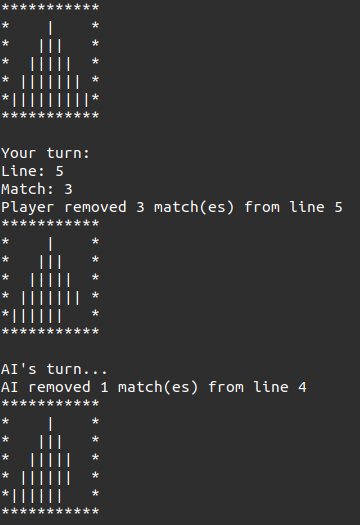 ***********
*    |    *
*   |||   *
*  |||||  *
* ||||||| *
*|||||||||*
***********
Your turn:
Line: 5
Match: 3
Player removed 3 match(es) from line 5
***********
*    |    *
*   |||   *
*  |||||  *
* ||||||| *
*||||||   *
***********
AI's turn...
AI removed 1 match(es) from line 4
***********
*    |    *
*   |||   *
*  |||||  *
* ||||||  *
*||||||   *
***********